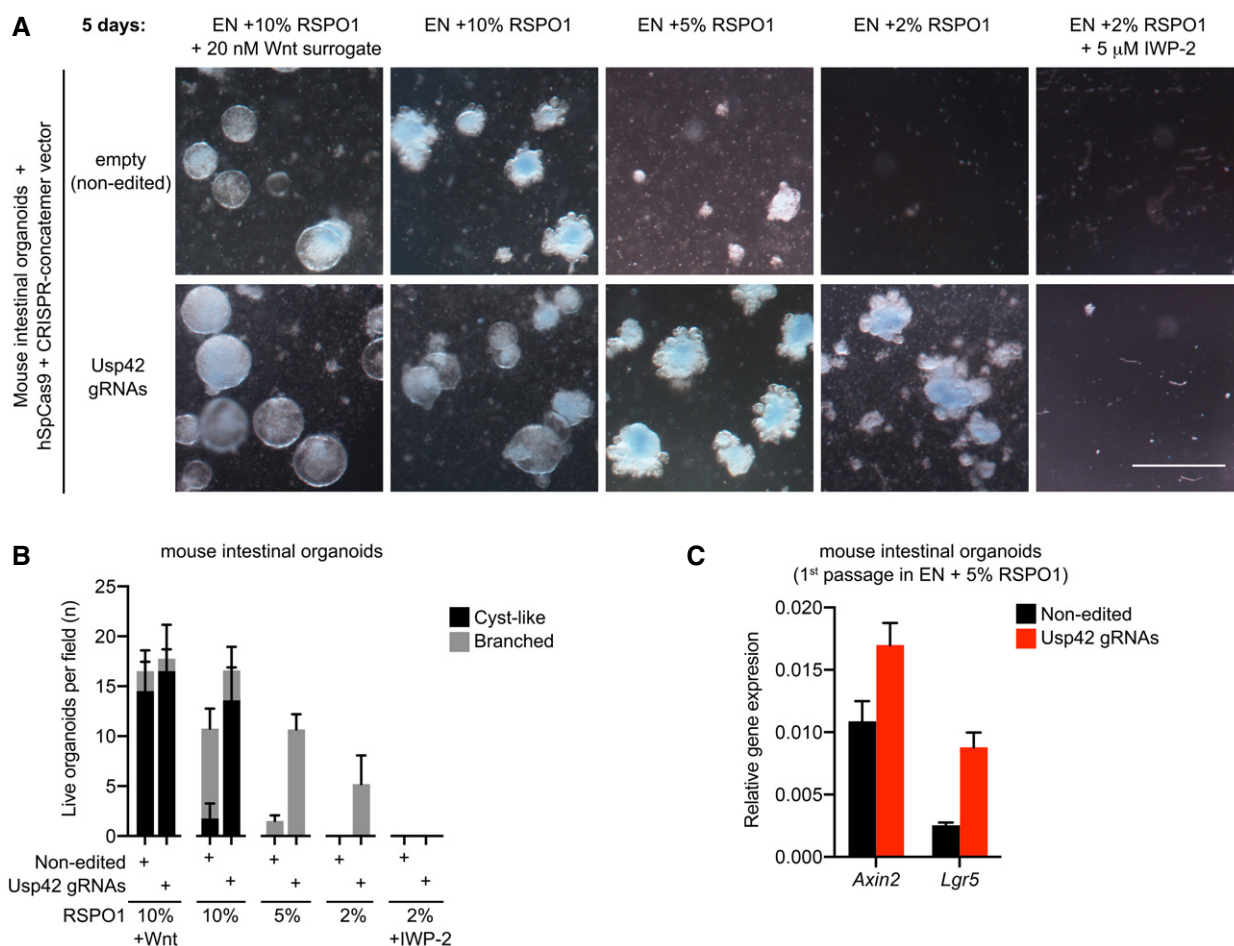 A
5 days:
EN +10% RSPO1
+ 20 nM Wnt surrogate
EN +10% RSPO1
EN +5% RSPO1
EN +2% RSPO1
EN +2% RSPO1
+ 5 μM IWP-2
Mouse intestinal organoids +
hSpCas9 + CRISPR-concatemer vector
empty
(non-edited)
Usp42
gRNAs
B
mouse intestinal organoids
Live organoids per field (n)
25
20
15
10
5
0
Cyst-like
Branched
Non-edited + + + + +
Usp42 gRNAs + + + + +
RSPO1 10% 10% 5% 2% 2%
+Wnt +IWP-2
C
mouse intestinal organoids
(1st passage in EN + 5% RSPO1)
Relative gene expresion
0.020
0.015
0.010
0.005
0.000
Non-edited
Usp42 gRNAs
Axin2 Lgr5